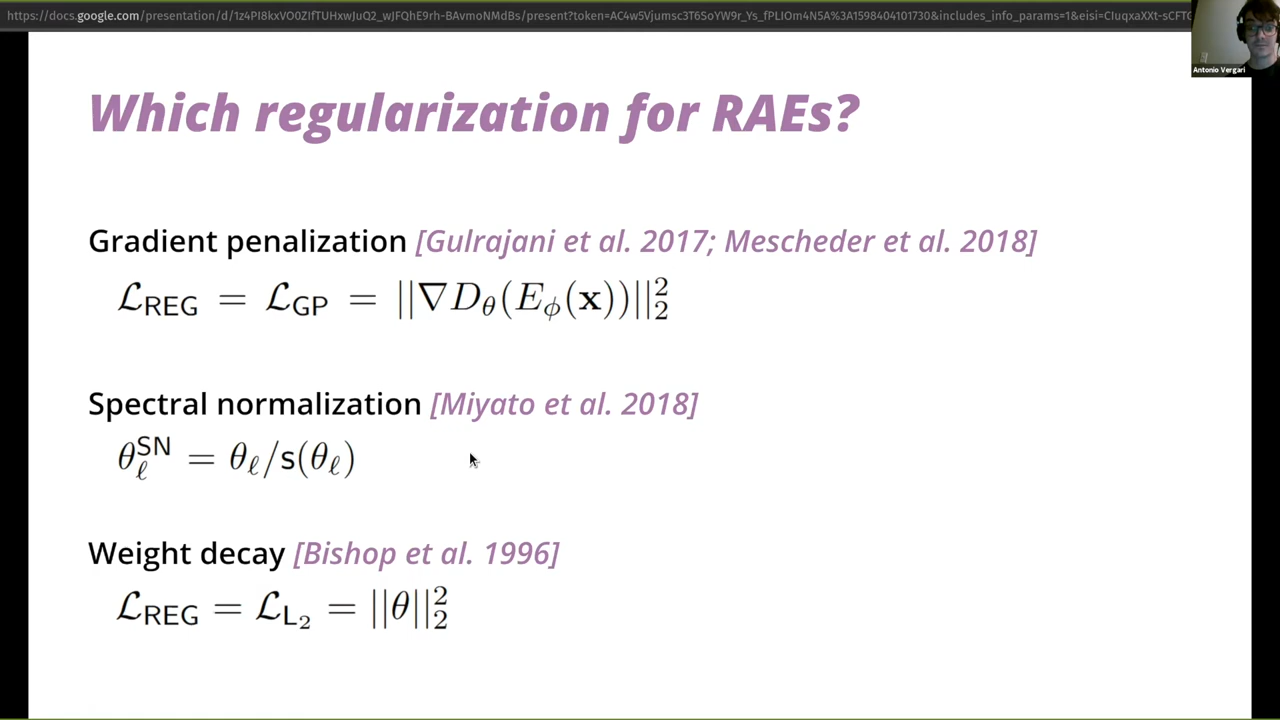 Antonio Vergari
Which regularization for RAEs?
Gradient penalization [Gulrajani et al. 2017; Mescheder et al. 2018]
ℒREG = ℒGP = ||∇Dθ(Eϕ(x))||₂²
Spectral normalization [Miyato et al. 2018]
θℓ^SN = θℓ/s(θℓ)
Weight decay [Bishop et al. 1996]
ℒREG = ℒL₂ = ||θ||₂²